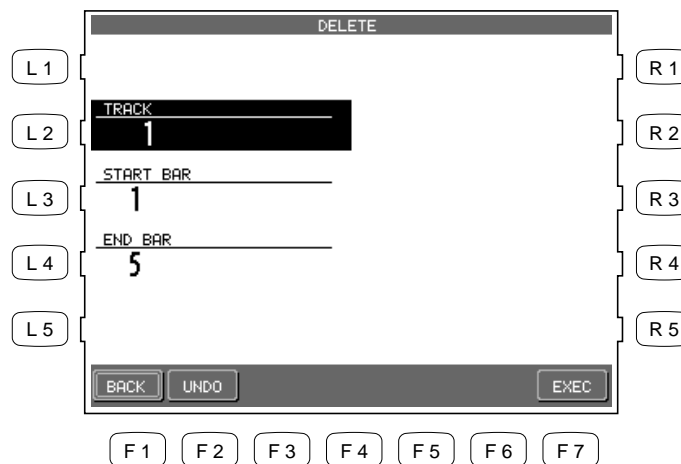 DELETE
L 1 R 1
TRACK
1
L 2 R 2
START BAR
1
L 3 R 3
END BAR
5
L 4 R 4
L 5 R 5
BACK UNDO EXEC
F 1 F 2 F 3 F 4 F 5 F 6 F 7